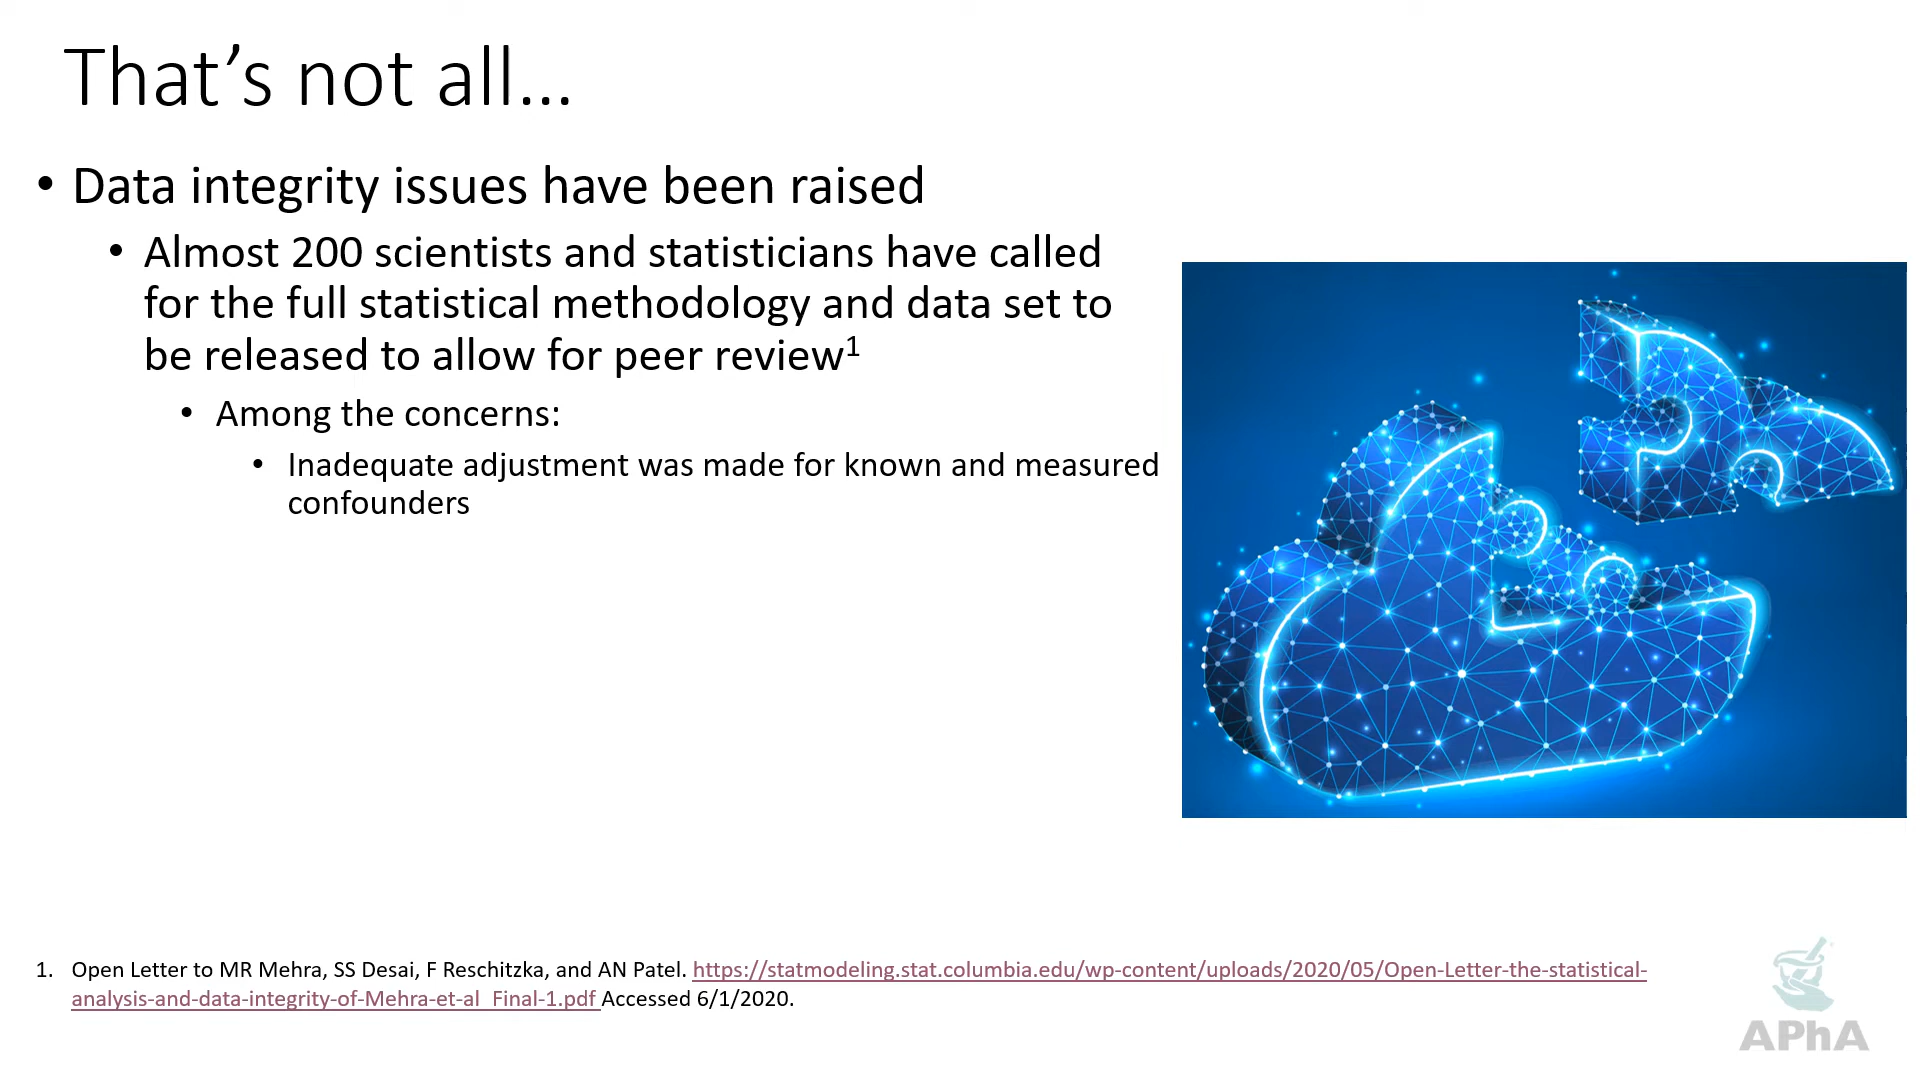 That’s not all…
• Data integrity issues have been raised
• Almost 200 scientists and statisticians have called
for the full statistical methodology and data set to
be released to allow for peer review¹
• Among the concerns:
• Inadequate adjustment was made for known and measured
confounders
1. Open Letter to MR Mehra, SS Desai, F Reschitzka, and AN Patel. https://statmodeling.stat.columbia.edu/wp-content/uploads/2020/05/Open-Letter-the-statistical-
analysis-and-data-integrity-of-Mehra-et-al_Final-1.pdf Accessed 6/1/2020.
APhA